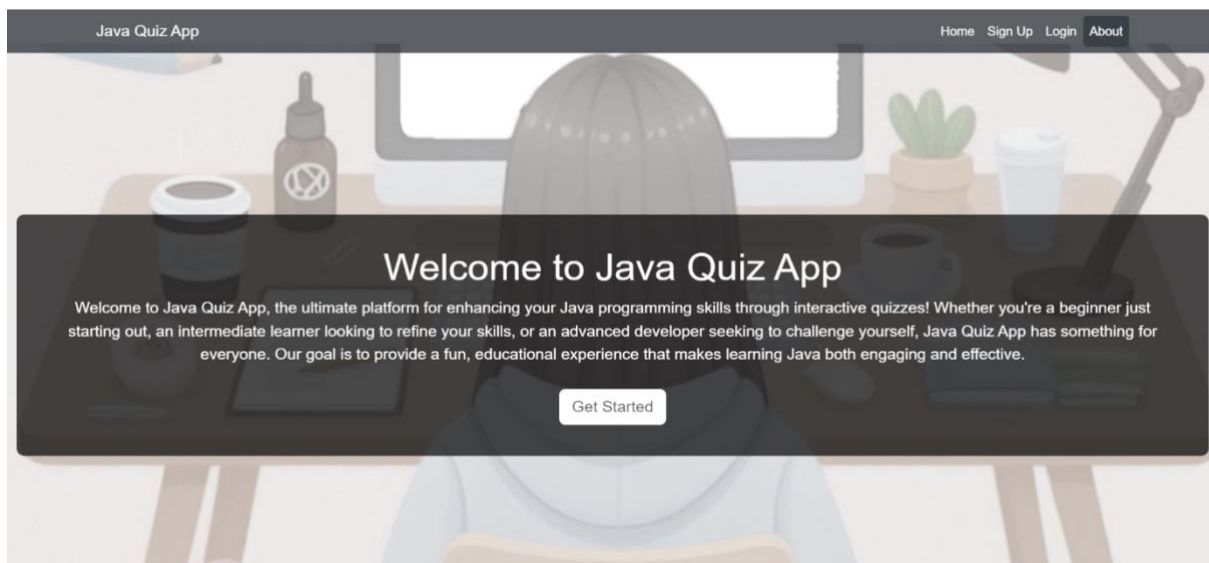 Java Quiz App
Home Sign Up Login About
Welcome to Java Quiz App
Welcome to Java Quiz App, the ultimate platform for enhancing your Java programming skills through interactive quizzes! Whether you're a beginner just
starting out, an intermediate learner looking to refine your skills, or an advanced developer seeking to challenge yourself, Java Quiz App has something for
everyone. Our goal is to provide a fun, educational experience that makes learning Java both engaging and effective.
Get Started